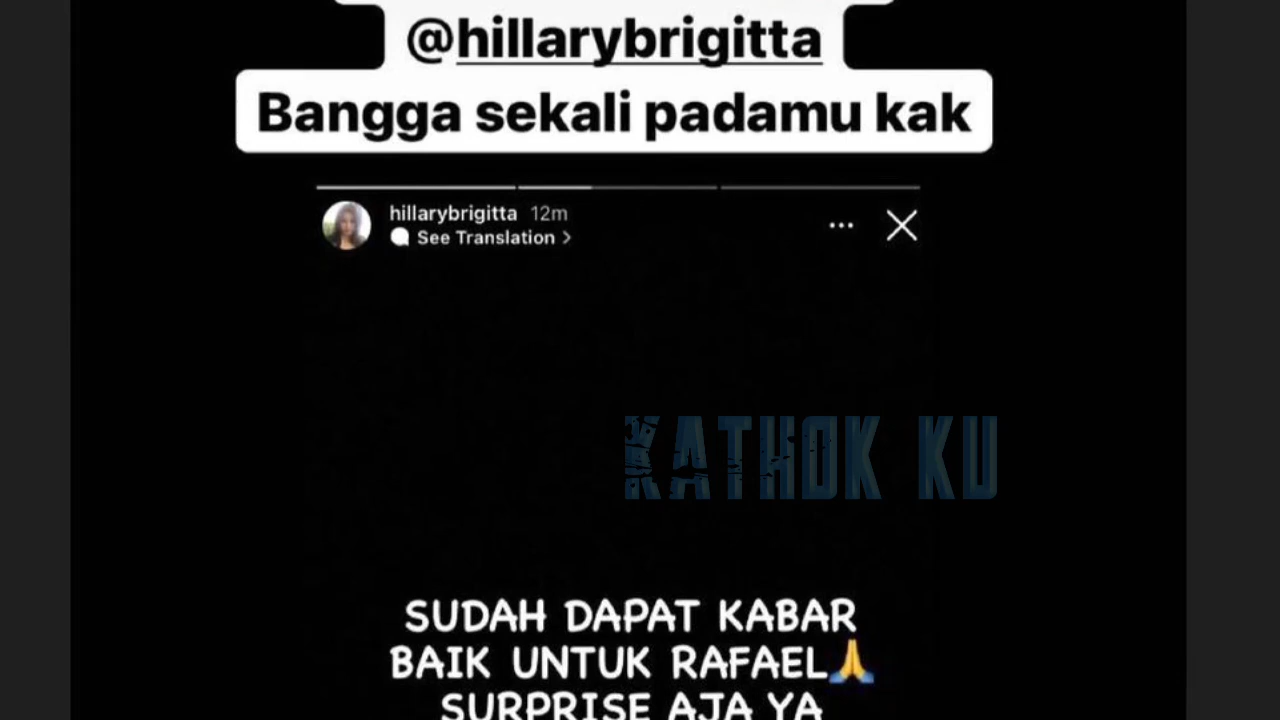 @hillarybrigitta
Bangga sekali padamu kak
hillarybrigitta 12m
See Translation >
KATHOK KU
SUDAH DAPAT KABAR
BAIK UNTUK RAFAEL🙏
SURPRISE AJA YA